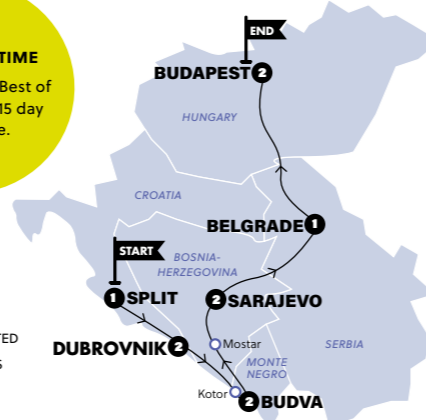 TIME
Best of
15 day
e.
END
BUDAPEST 2
HUNGARY
CROATIA
BELGRADE 1
START
BOSNIA-
HERZEGOVINA
1 SPLIT
2 SARAJEVO
TED
S
DUBROVNIK 2
Mostar
SERBIA
MONTE
NEGRO
Kotor
2 BUDVA